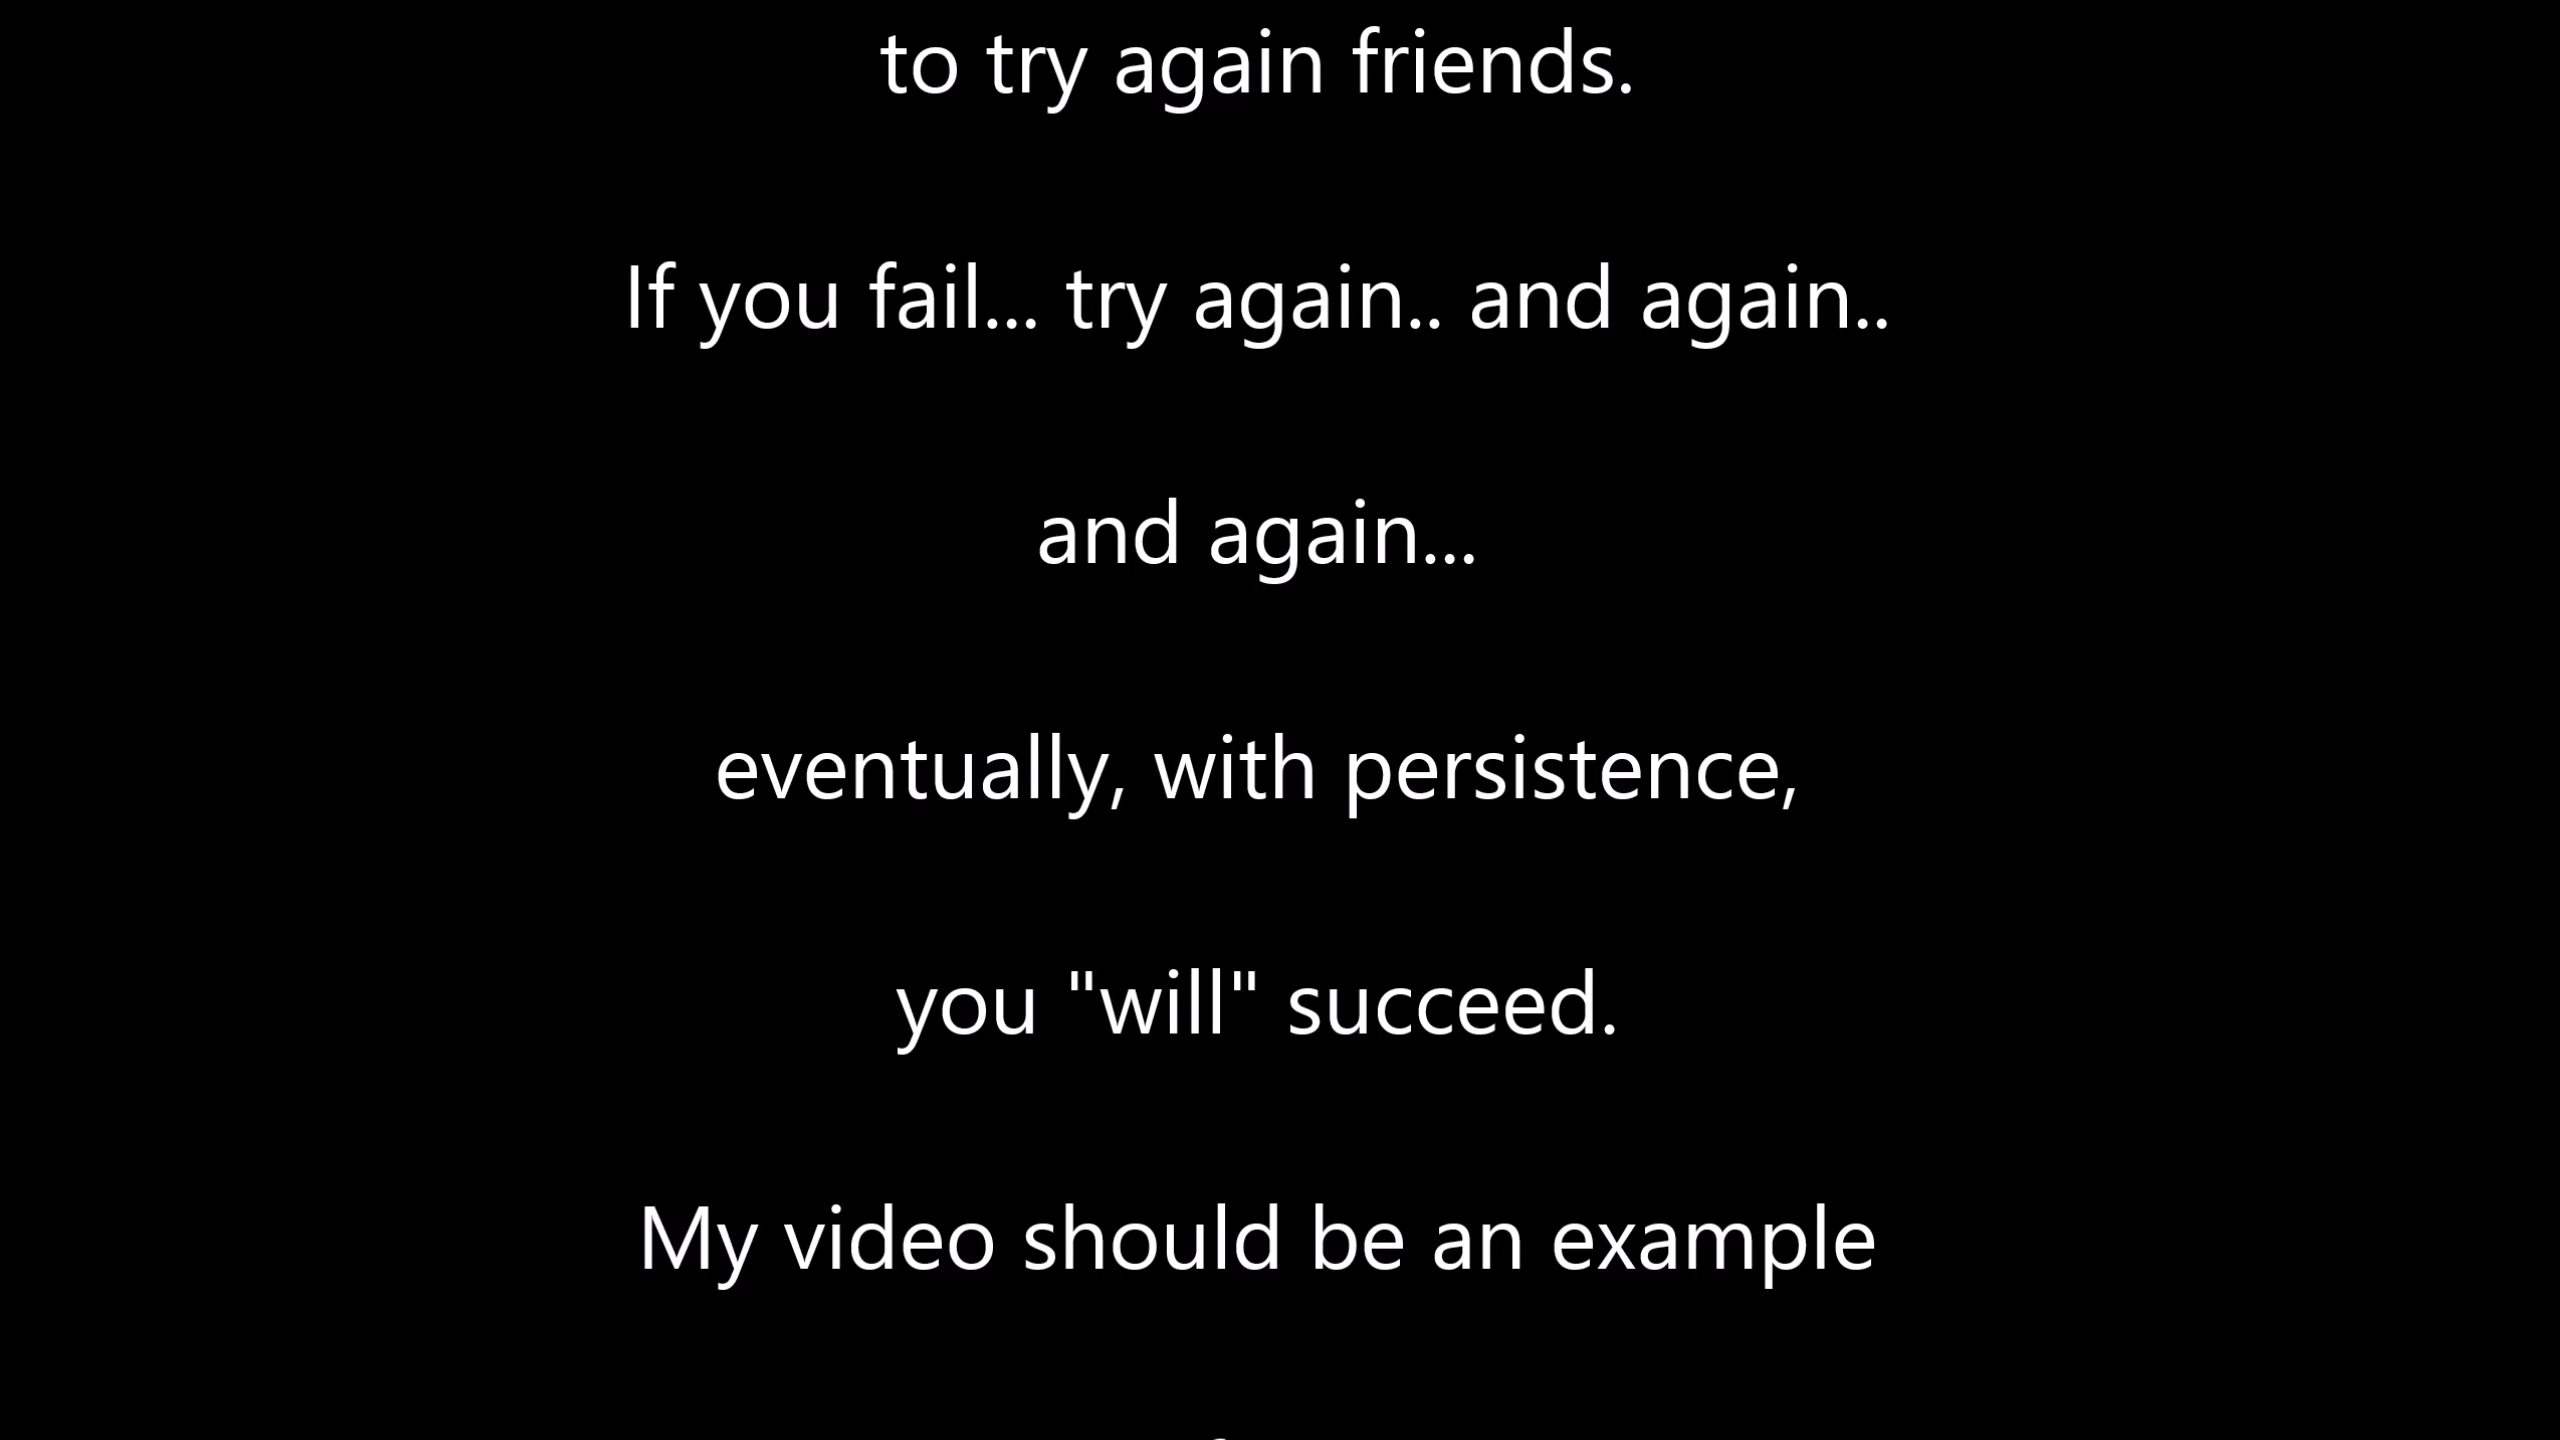 to try again friends.
If you fail... try again.. and again..
and again...
eventually, with persistence,
you "will" succeed.
My video should be an example